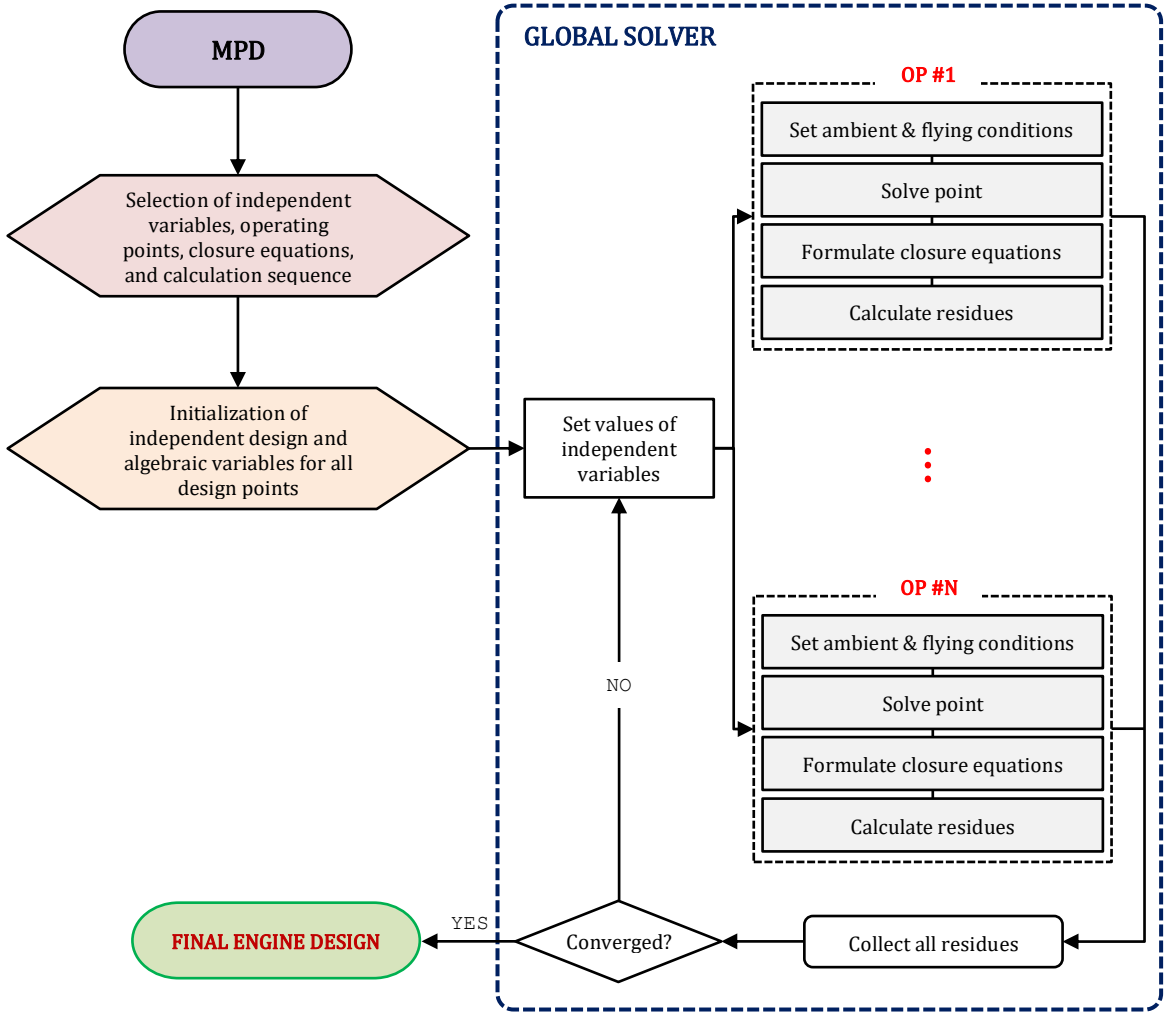 MPD
Selection of independent
variables, operating
points, closure equations,
and calculation sequence
Initialization of
independent design and
algebraic variables for all
design points
GLOBAL SOLVER
Set values of
independent
variables
OP #1
Set ambient & flying conditions
Solve point
Formulate closure equations
Calculate residues
OP #N
Set ambient & flying conditions
Solve point
Formulate closure equations
Calculate residues
Collect all residues
Converged?
NO
YES
FINAL ENGINE DESIGN